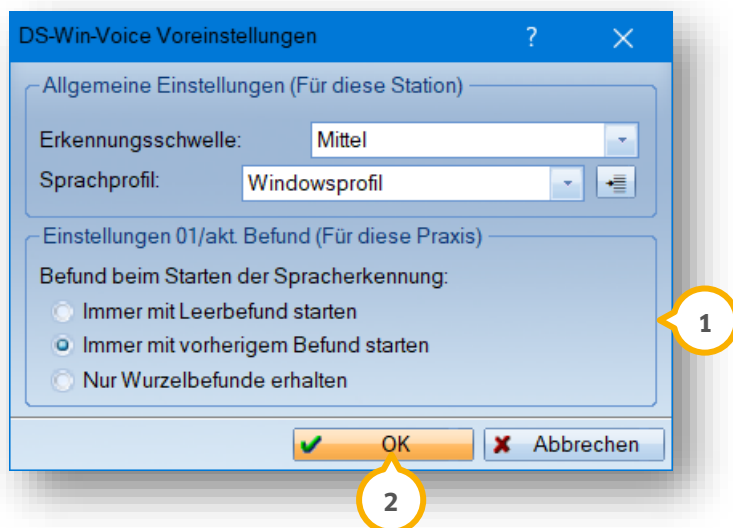 DS-Win-Voice Voreinstellungen ?
Allgemeine Einstellungen (Für diese Station)
Erkennungsschwelle: Mittel
Sprachprofil: Windowsprofil
Einstellungen 01/akt. Befund (Für diese Praxis)
Befund beim Starten der Spracherkennung:
Immer mit Leerbefund starten
1
Immer mit vorherigem Befund starten
Nur Wurzelbefunde erhalten
OK Abbrechen
2